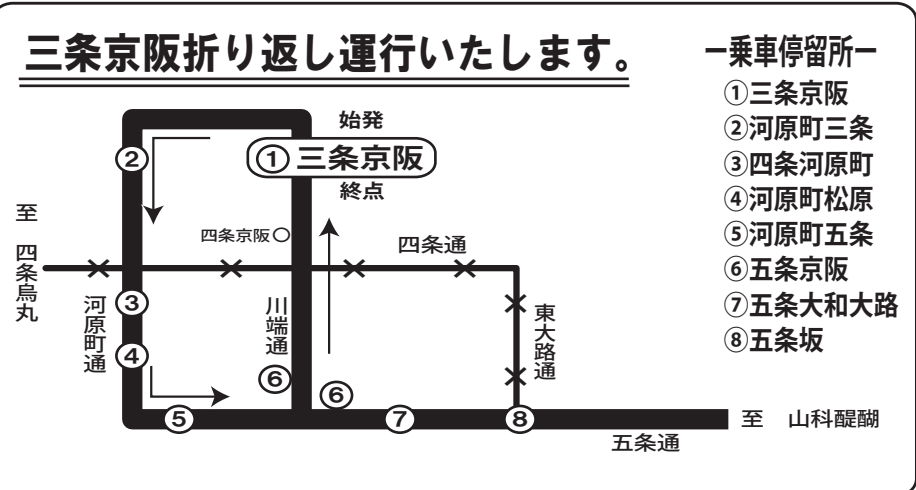 三条京阪折り返し運行いたします。
ー乗車停留所ー
①三条京阪
②河原町三条
③四条河原町
④河原町松原
⑤河原町五条
⑥五条京阪
⑦五条大和大路
⑧五条坂
始発
①三条京阪
終点
②
至 四条烏丸
四条京阪
四条通
③
河原町通
川端通
東大路通
④
⑥
⑥
⑤
⑦
⑧
至 山科醍醐
五条通